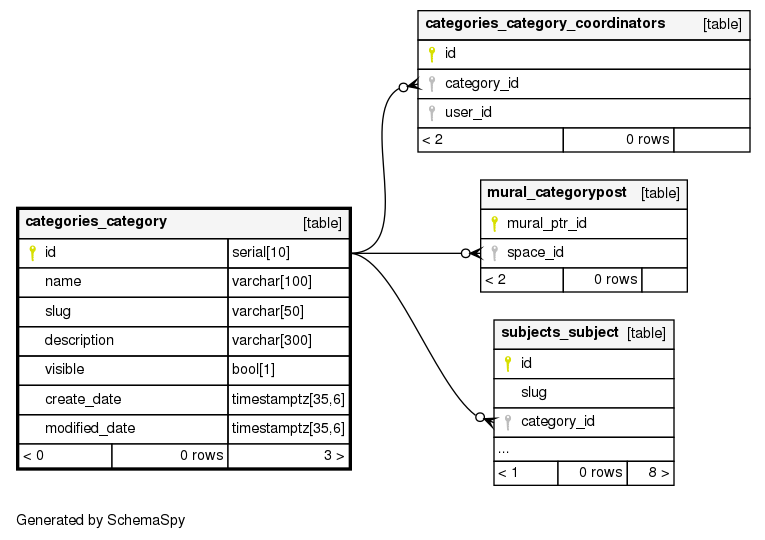 categories_category_coordinators [table]
id
category_id
user_id
< 2 0 rows
mural_categorypost [table]
mural_ptr_id
space_id
< 2 0 rows
categories_category [table]
id serial[10]
name varchar[100]
slug varchar[50]
description varchar[300]
visible bool[1]
create_date timestamptz[35,6]
modified_date timestamptz[35,6]
< 0 0 rows 3 >
subjects_subject [table]
id
slug
category_id
...
< 1 0 rows 8 >
Generated by SchemaSpy